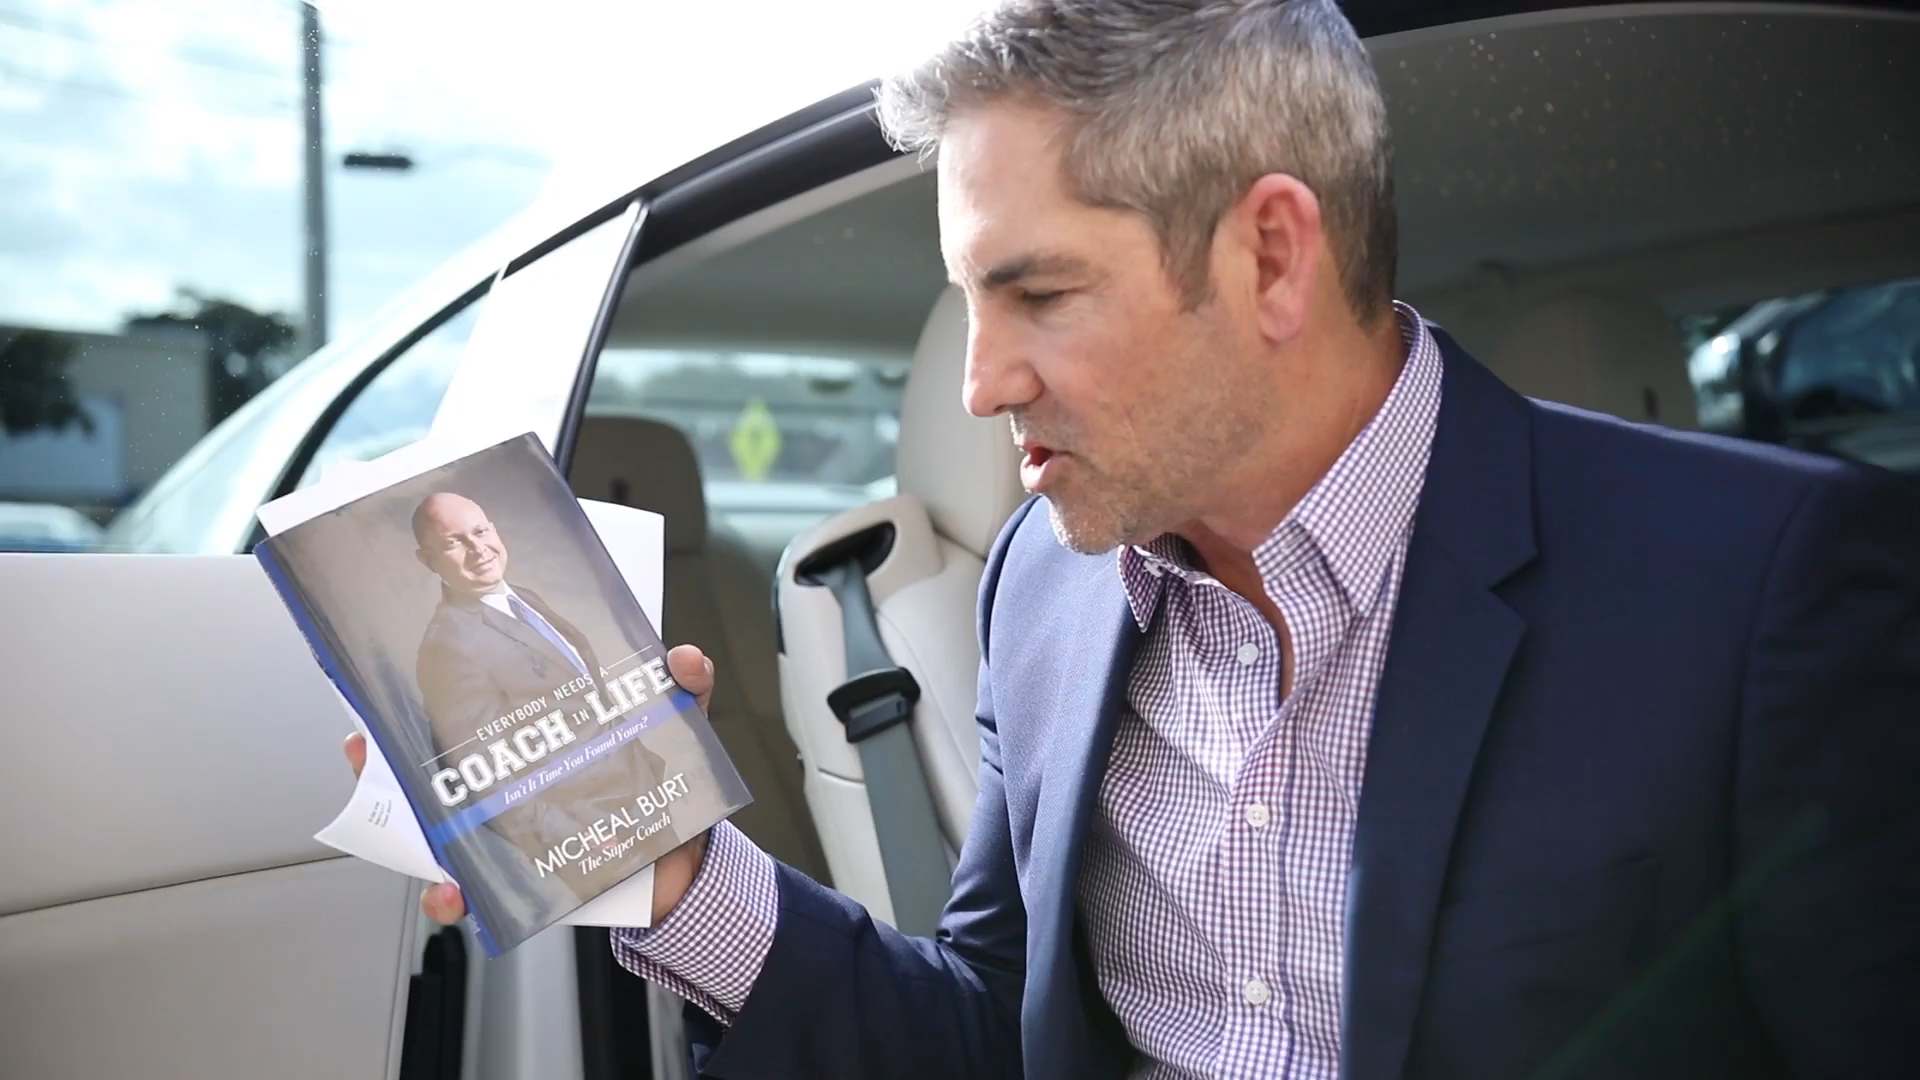 EVERYBODY NEEDS A
COACH IN LIFE
Isn't It Time You Found Yours?
MICHEAL BURT
The Super Coach